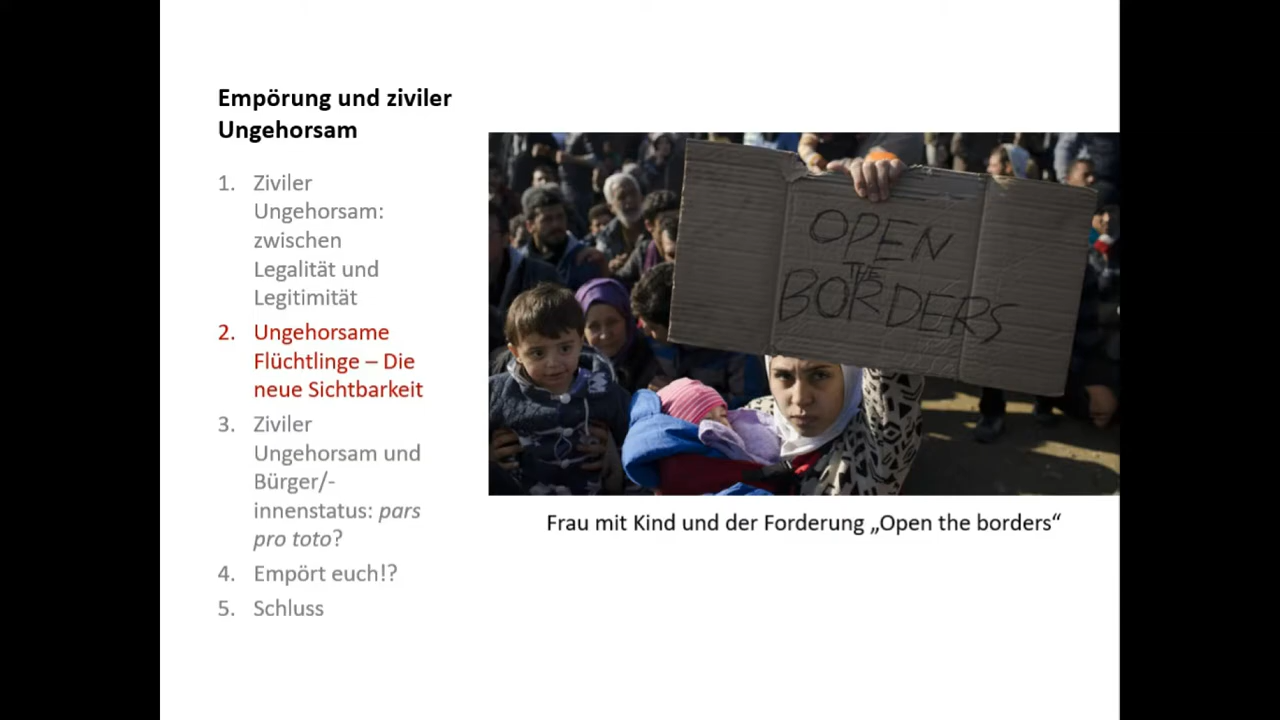 Empörung und ziviler
Ungehorsam
1. Ziviler
Ungehorsam:
zwischen
Legalität und
Legitimität
2. Ungehorsame
Flüchtlinge – Die
neue Sichtbarkeit
3. Ziviler
Ungehorsam und
Bürger/-
innenstatus: pars
pro toto?
4. Empört euch!?
5. Schluss
OPEN
THE
BORDERS
Frau mit Kind und der Forderung „Open the borders“